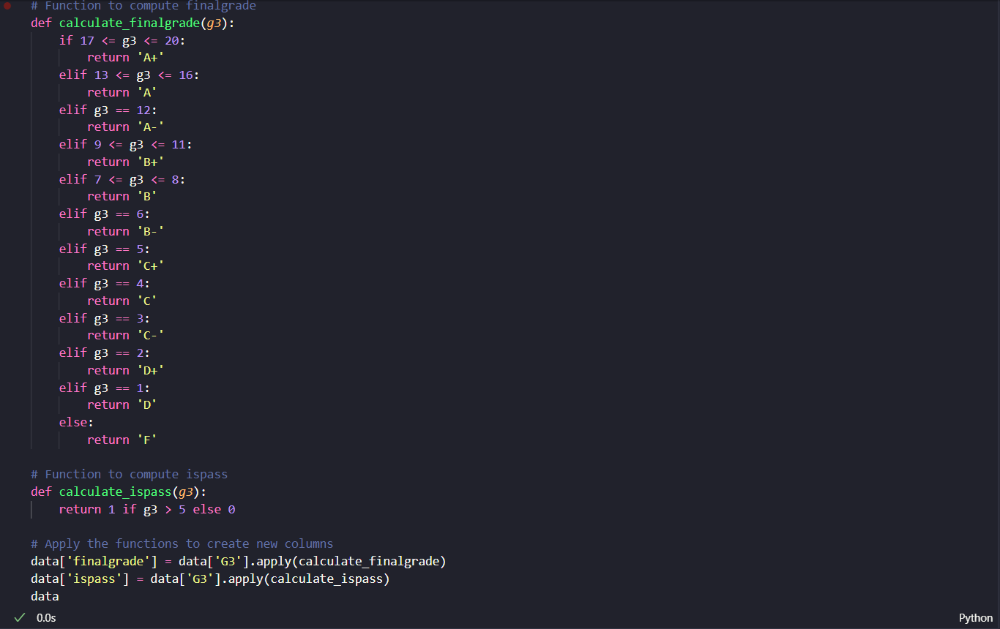 # Function to compute finalgrade
def calculate_finalgrade(g3):
    if 17 <= g3 <= 20:
        return 'A+'
    elif 13 <= g3 <= 16:
        return 'A'
    elif g3 == 12:
        return 'A-'
    elif 9 <= g3 <= 11:
        return 'B+'
    elif 7 <= g3 <= 8:
        return 'B'
    elif g3 == 6:
        return 'B-'
    elif g3 == 5:
        return 'C+'
    elif g3 == 4:
        return 'C'
    elif g3 == 3:
        return 'C-'
    elif g3 == 2:
        return 'D+'
    elif g3 == 1:
        return 'D'
    else:
        return 'F'

# Function to compute ispass
def calculate_ispass(g3):
    return 1 if g3 > 5 else 0

# Apply the functions to create new columns
data['finalgrade'] = data['G3'].apply(calculate_finalgrade)
data['ispass'] = data['G3'].apply(calculate_ispass)
data
0.0s
Python